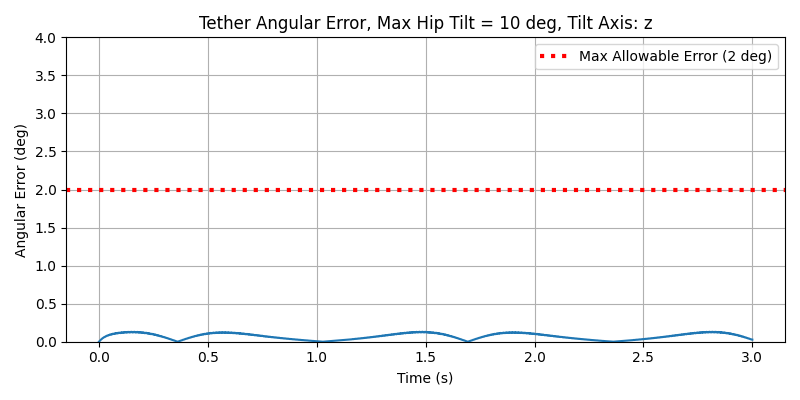 Tether Angular Error, Max Hip Tilt = 10 deg, Tilt Axis: z
Max Allowable Error (2 deg)
Angular Error (deg)
4.0
3.5
3.0
2.5
2.0
1.5
1.0
0.5
0.0
0.0 0.5 1.0 1.5 2.0 2.5 3.0
Time (s)